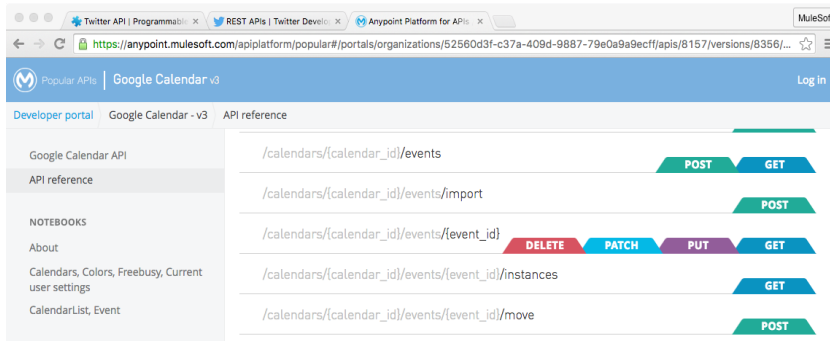 Twitter API | Programmable
REST APIs | Twitter Develop
Anypoint Platform for APIs
MuleSof
https://anypoint.mulesoft.com/apiplatform/popular#/portals/organizations/52560d3f-c37a-409d-9887-79e0a9a9ecff/apis/8157/versions/8356/...
Popular APIs | Google Calendar v3
Log in
Developer portal Google Calendar - v3 API reference
Google Calendar API
API reference
NOTEBOOKS
About
Calendars, Colors, Freebusy, Current
user settings
CalendarList, Event
/calendars/{calendar_id}/events
POST GET
/calendars/{calendar_id}/events/import
POST
/calendars/{calendar_id}/events/{event_id}
DELETE PATCH PUT GET
/calendars/{calendar_id}/events/{event_id}/instances
GET
/calendars/{calendar_id}/events/{event_id}/move
POST